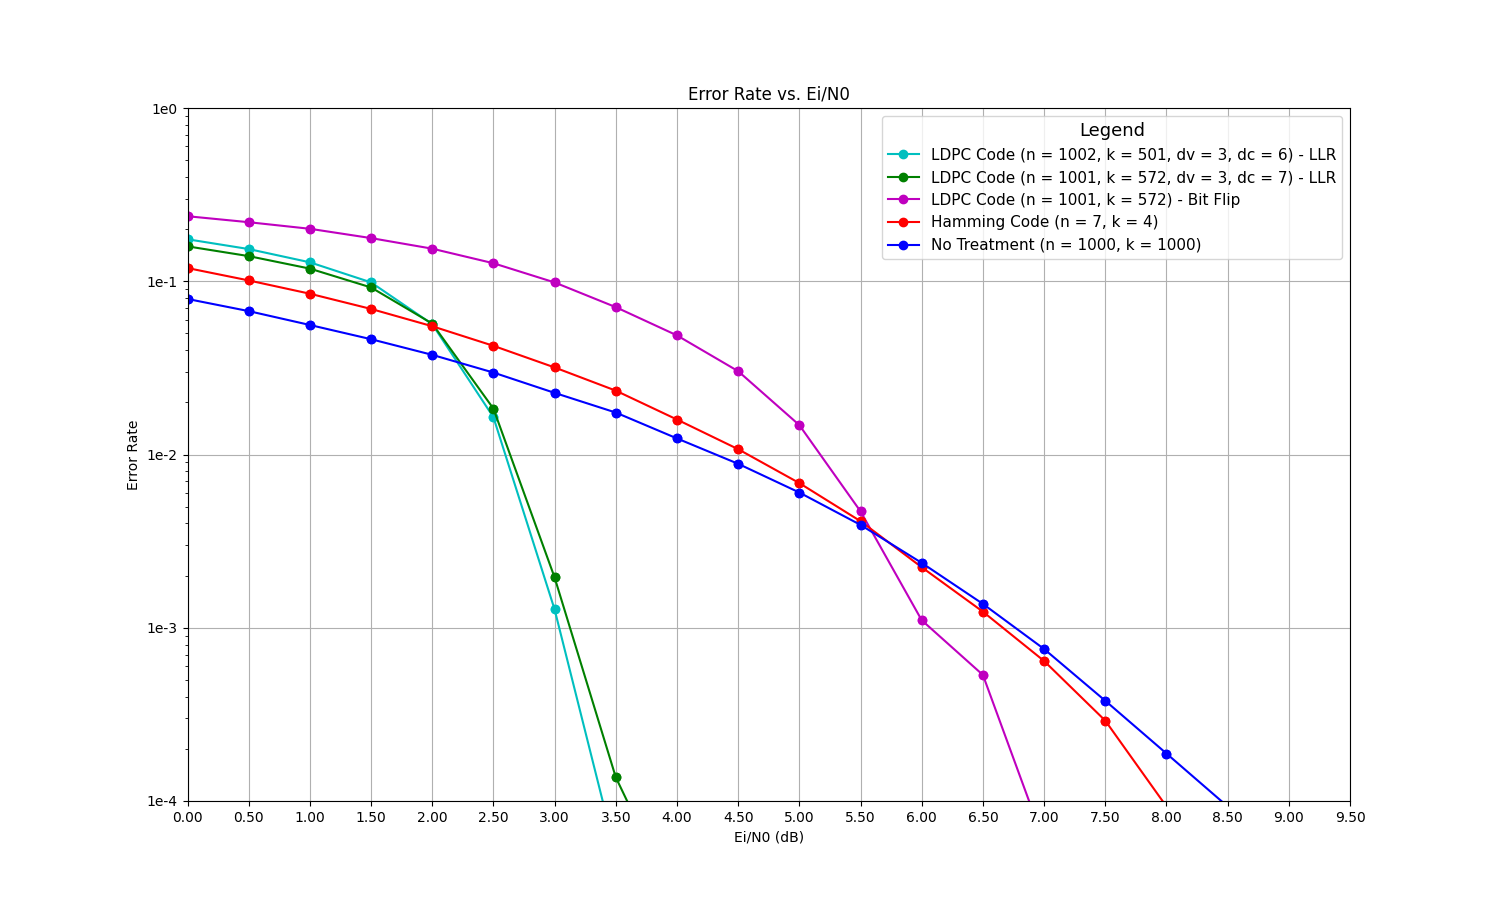 Error Rate vs. Ei/N0
1e0
1e-1
1e-2
1e-3
1e-4
Error Rate
Legend
LDPC Code (n = 1002, k = 501, dv = 3, dc = 6) - LLR
LDPC Code (n = 1001, k = 572, dv = 3, dc = 7) - LLR
LDPC Code (n = 1001, k = 572) - Bit Flip
Hamming Code (n = 7, k = 4)
No Treatment (n = 1000, k = 1000)
0.00 0.50 1.00 1.50 2.00 2.50 3.00 3.50 4.00 4.50 5.00 5.50 6.00 6.50 7.00 7.50 8.00 8.50 9.00 9.50
Ei/N0 (dB)